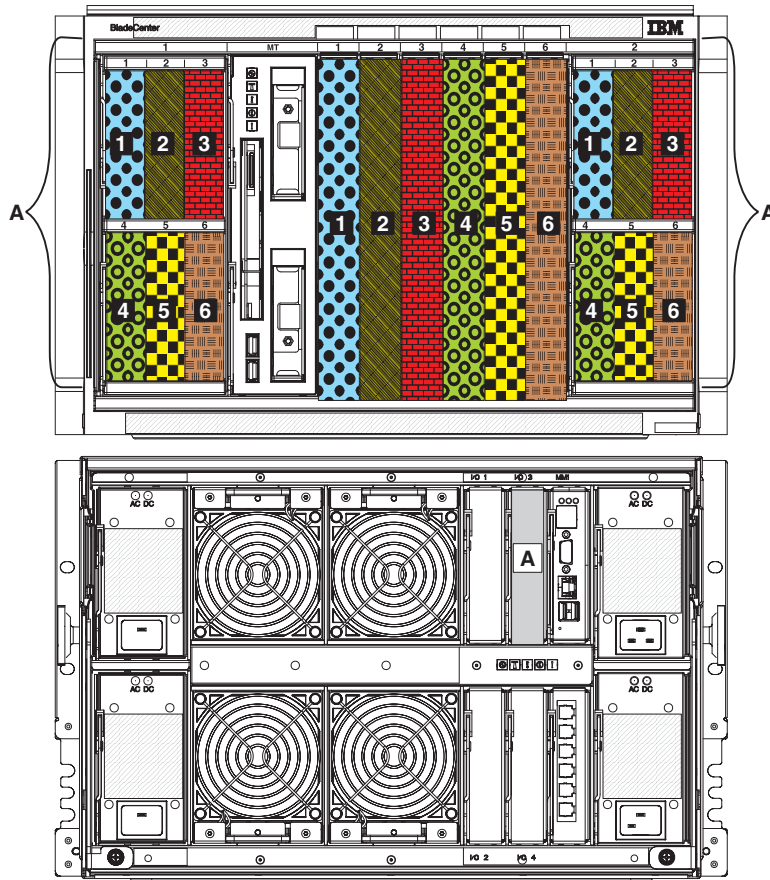 BladeCenter IBM
1 MT 1 2 3 4 5 6 2
1 2 3 1 2 3
1 2 3 1 2 3
A 1 2 3 4 5 6 A
4 5 6 4 5 6
4 5 6 4 5 6
I/O 1 I/O 3 MM1
AC DC AC DC
A
AC DC AC DC
I/O 2 I/O 4